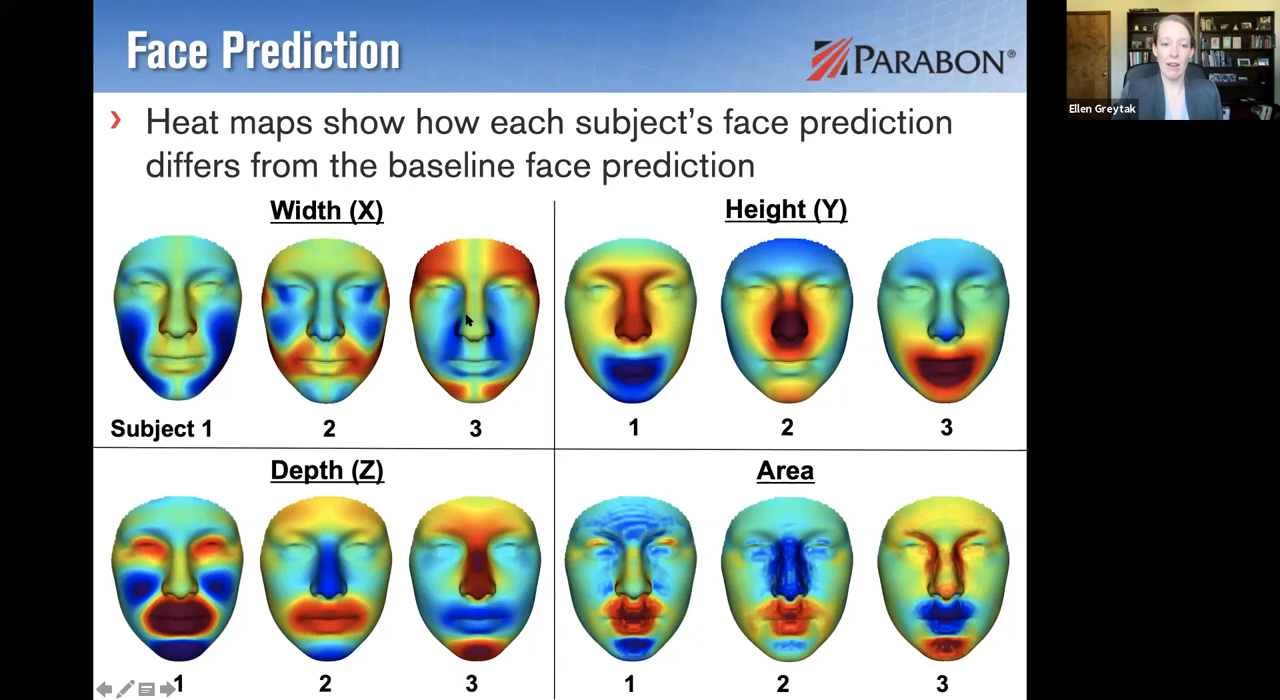 Face Prediction
PARABON®
Ellen Greytak
› Heat maps show how each subject's face prediction
differs from the baseline face prediction
Width (X)
Height (Y)
Subject 1 2 3
1 2 3
Depth (Z)
Area
1 2 3
1 2 3